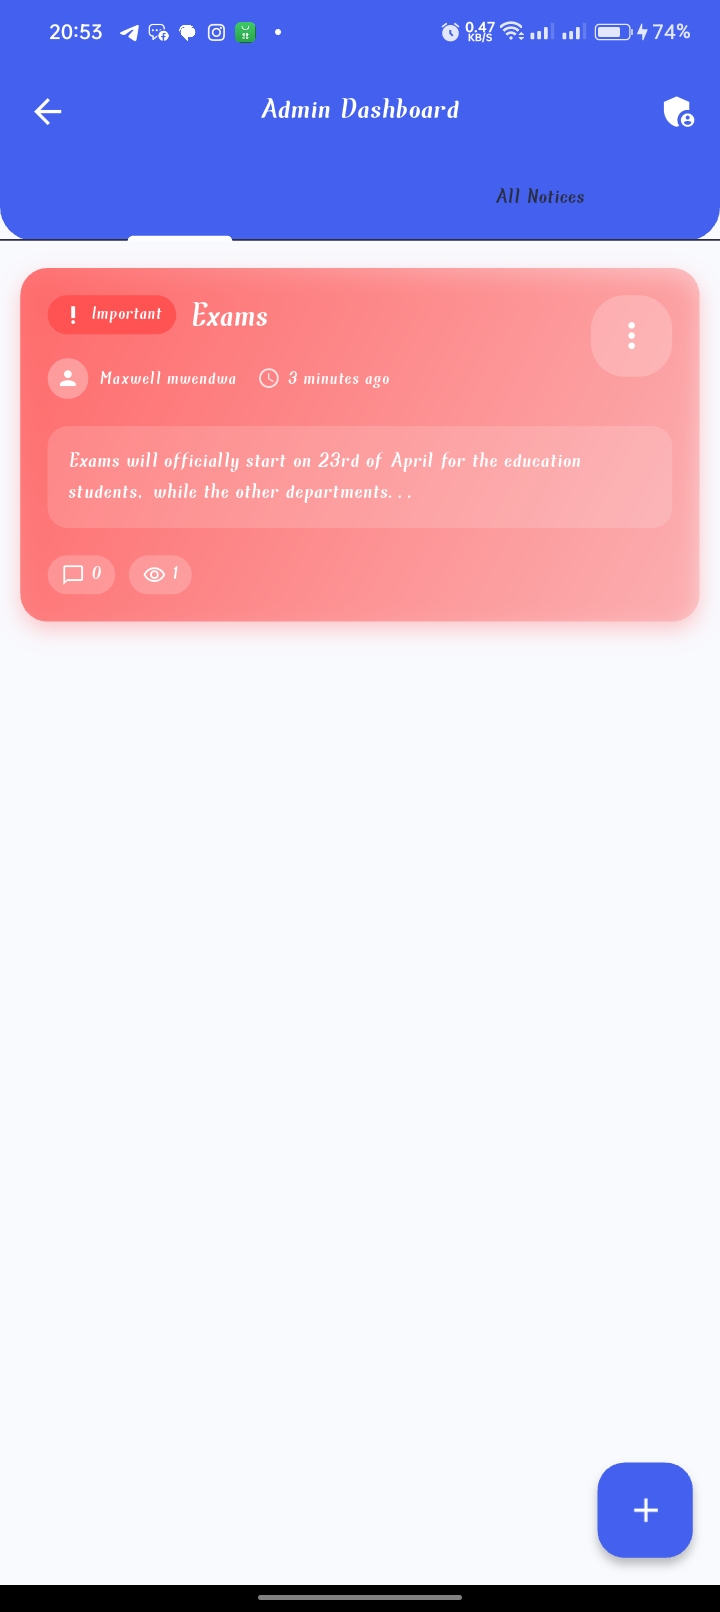 20:53 0.47 KB/S 74%
Admin Dashboard
All Notices
Important Exams
Maxwell mwendwa 3 minutes ago
Exams will officially start on 23rd of April for the education
students, while the other departments...
0 1